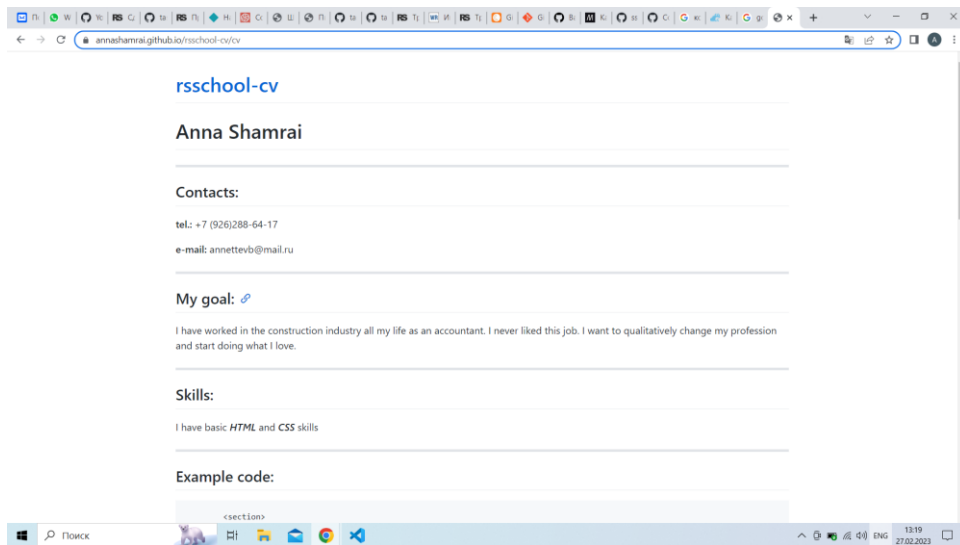 annashamrai.github.io/rsschool-cv/cv
A
rsschool-cv
Anna Shamrai
Contacts:
tel.: +7 (926)288-64-17
e-mail: annettevb@mail.ru
My goal:
I have worked in the construction industry all my life as an accountant. I never liked this job. I want to qualitatively change my profession
and start doing what I love.
Skills:
I have basic HTML and CSS skills
Example code:
<section>
Поиск
ENG
13:19
27.02.2023